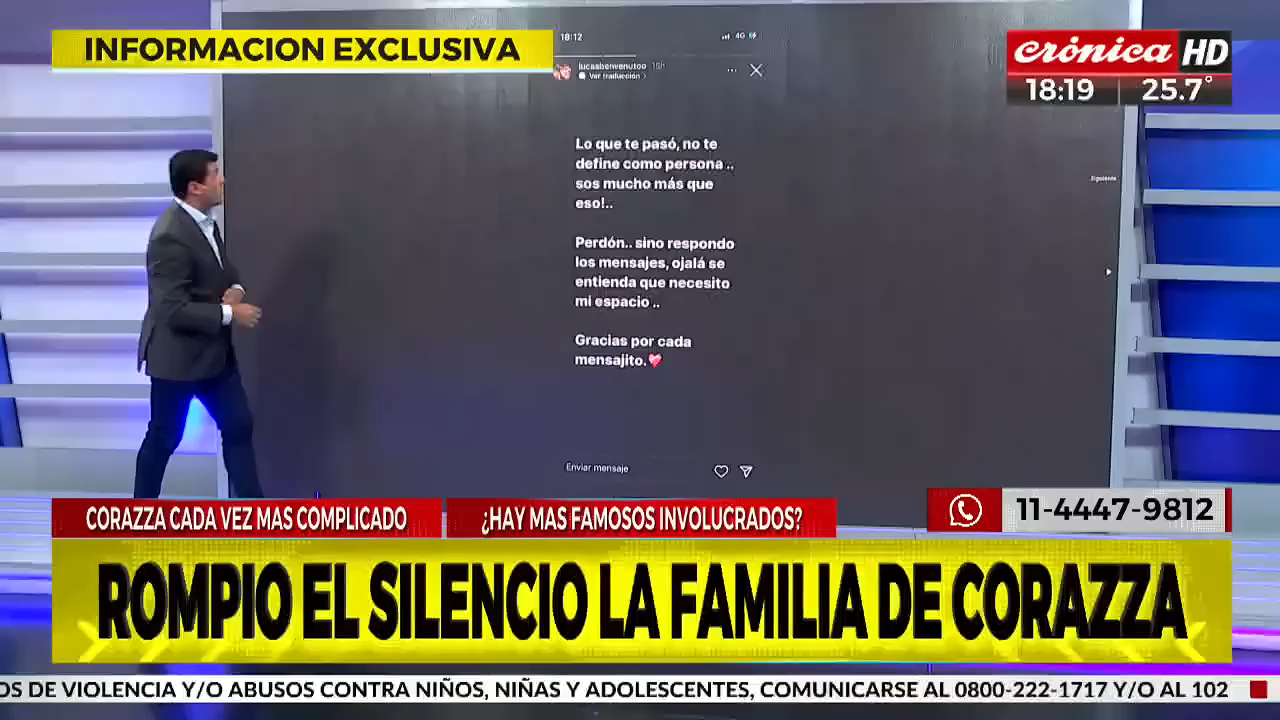 INFORMACION EXCLUSIVA
crónica HD
18:19 25.7°
18:12
4G
lucasbenvenutoo 15h
Ver traducción >
Lo que te pasó, no te
define como persona ..
sos mucho más que
eso!..
Perdón.. sino respondo
los mensajes, ojalá se
entienda que necesito
mi espacio ..
Gracias por cada
mensajito.
Siguiente
Enviar mensaje
CORAZZA CADA VEZ MAS COMPLICADO
¿HAY MAS FAMOSOS INVOLUCRADOS?
11-4447-9812
ROMPIO EL SILENCIO LA FAMILIA DE CORAZZA
OS DE VIOLENCIA Y/O ABUSOS CONTRA NIÑOS, NIÑAS Y ADOLESCENTES, COMUNICARSE AL 0800-222-1717 Y/O AL 102